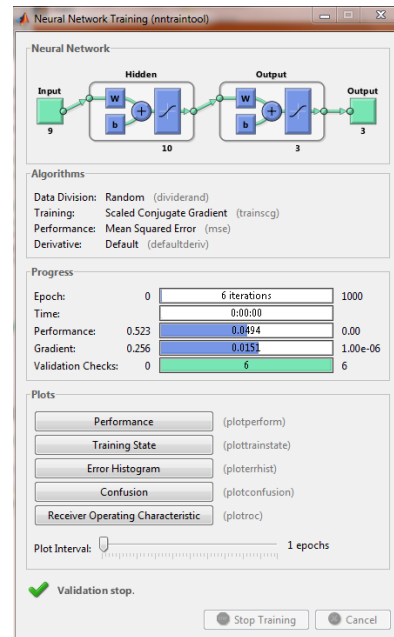 Neural Network Training (nntraintool)
Neural Network
Hidden Output
Input Output
W W
b b
9 3
10 3
Algorithms
Data Division: Random (dividerand)
Training: Scaled Conjugate Gradient (trainscg)
Performance: Mean Squared Error (mse)
Derivative: Default (defaultderiv)
Progress
Epoch: 0 6 iterations 1000
Time: 0:00:00
Performance: 0.523 0.0494 0.00
Gradient: 0.256 0.0151 1.00e-06
Validation Checks: 0 6 6
Plots
Performance (plotperform)
Training State (plottrainstate)
Error Histogram (ploterrhist)
Confusion (plotconfusion)
Receiver Operating Characteristic (plotroc)
Plot Interval: 1 epochs
Validation stop.
Stop Training Cancel